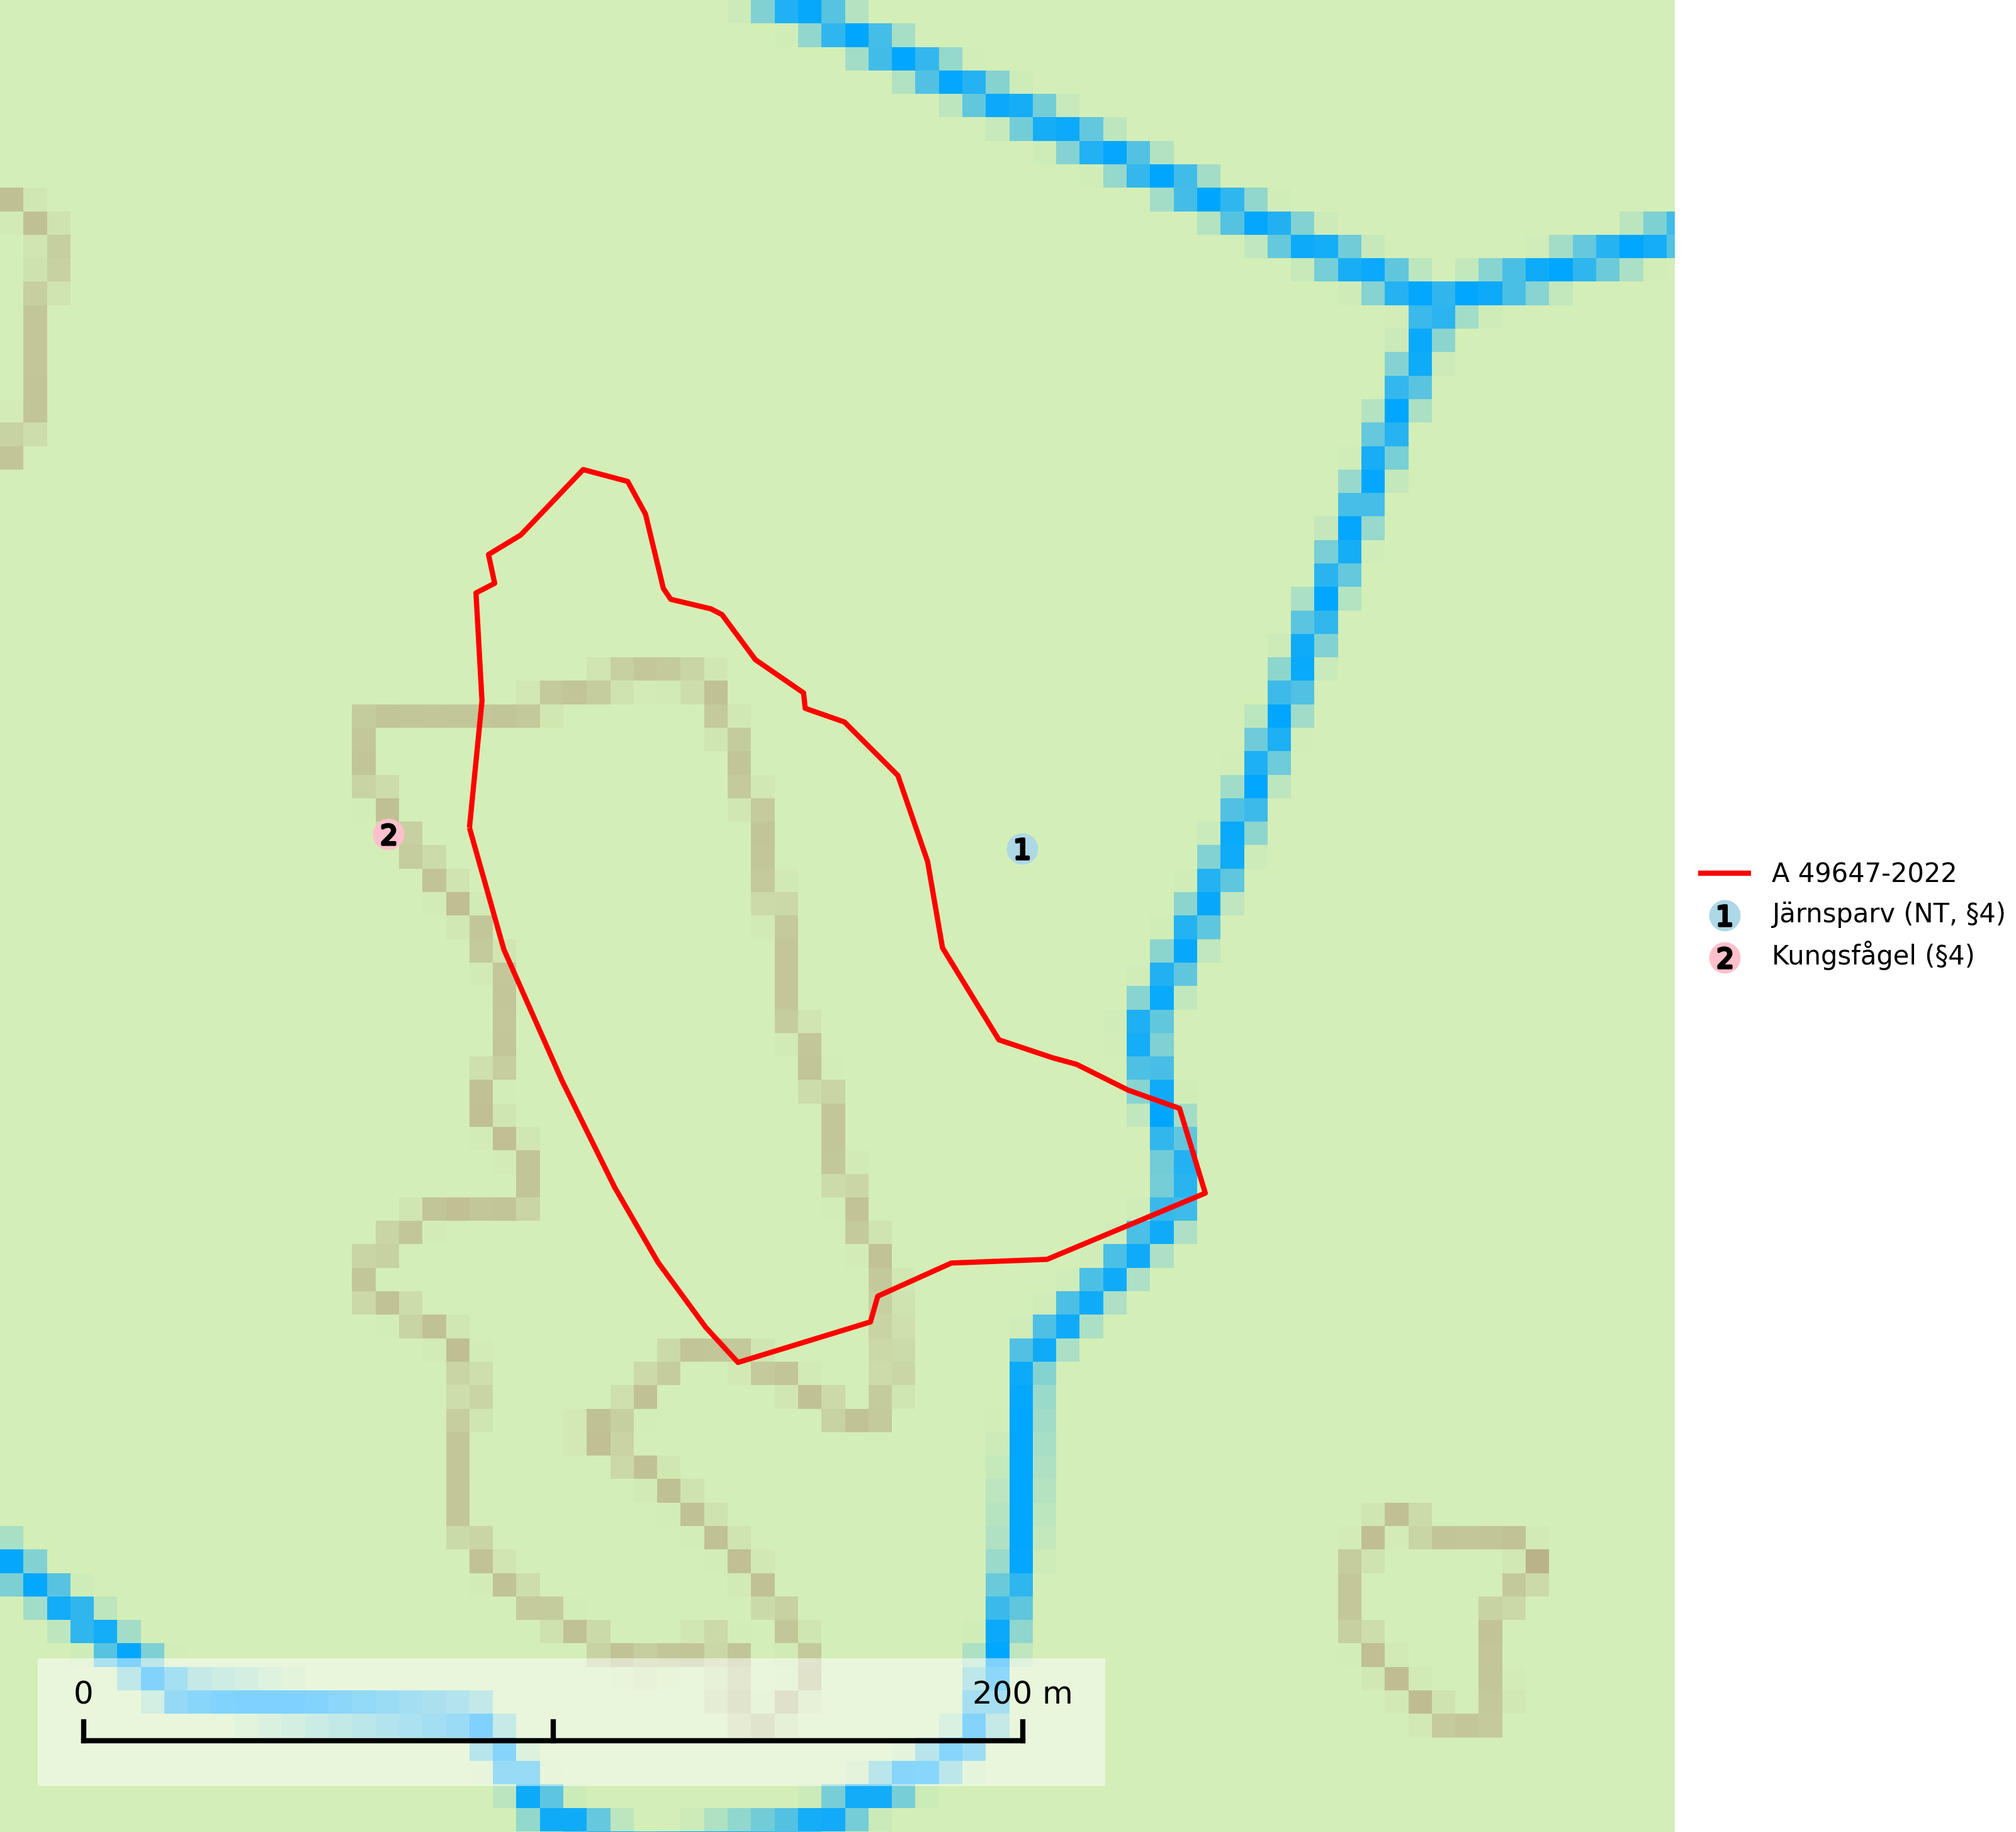 2
1
A 49647-2022
1 Järnsparv (NT, §4)
2 Kungsfågel (§4)
0 200 m